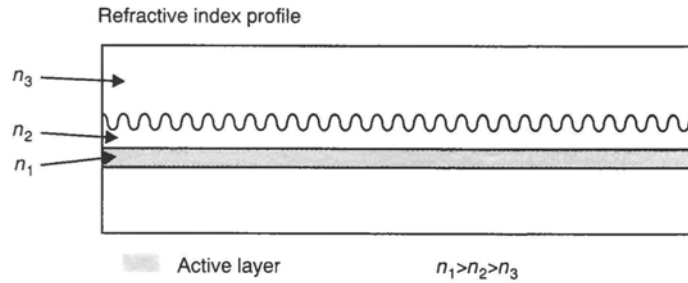 Refractive index profile
n3
n2
n1
Active layer
n1>n2>n3